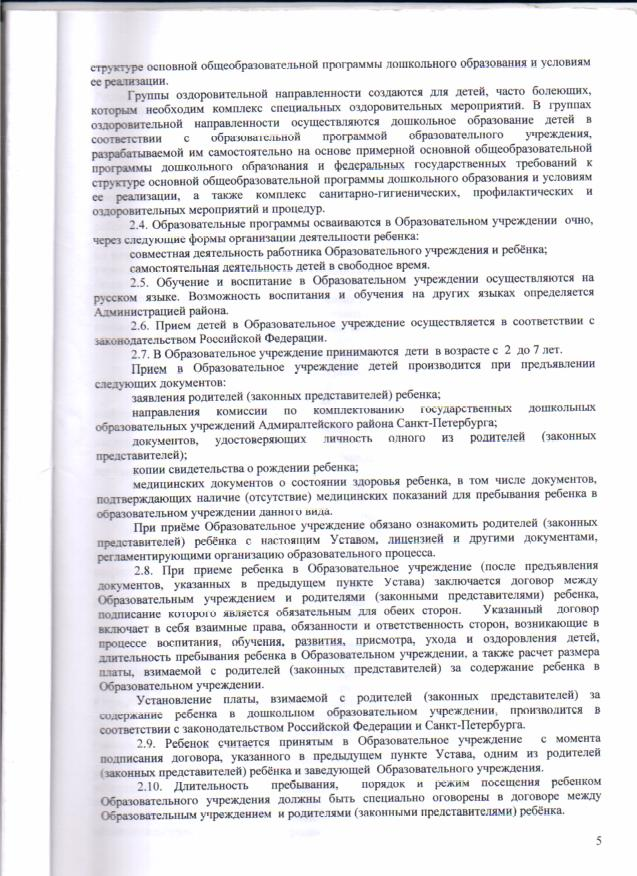 структуре основной общеобразовательной программы дошкольного образования и условиям
ее реализации.
Группы оздоровительной направленности создаются для детей, часто болеющих,
которым необходим комплекс специальных оздоровительных мероприятий. В группах
оздоровительной направленности осуществляются дошкольное образование детей в
соответствии с образовательной программой образовательного учреждения,
разрабатываемой им самостоятельно на основе примерной основной общеобразовательной
программы дошкольного образования и федеральных государственных требований к
структуре основной общеобразовательной программы дошкольного образования и условиям
ее реализации, а также комплекс санитарно-гигиенических, профилактических и
оздоровительных мероприятий и процедур.
2.4. Образовательные программы осваиваются в Образовательном учреждении очно,
через следующие формы организации деятельности ребенка:
совместная деятельность работника Образовательного учреждения и ребёнка;
самостоятельная деятельность детей в свободное время.
2.5. Обучение и воспитание в Образовательном учреждении осуществляются на
русском языке. Возможность воспитания и обучения на других языках определяется
Администрацией района.
2.6. Прием детей в Образовательное учреждение осуществляется в соответствии с
законодательством Российской Федерации.
2.7. В Образовательное учреждение принимаются дети в возрасте с 2 до 7 лет.
Прием в Образовательное учреждение детей производится при предъявлении
следующих документов:
заявления родителей (законных представителей) ребенка;
направления комиссии по комплектованию государственных дошкольных
образовательных учреждений Адмиралтейского района Санкт-Петербурга;
документов, удостоверяющих личность одного из родителей (законных
представителей);
копии свидетельства о рождении ребенка;
медицинских документов о состоянии здоровья ребенка, в том числе документов,
подтверждающих наличие (отсутствие) медицинских показаний для пребывания ребенка в
образовательном учреждении данного вида.
При приёме Образовательное учреждение обязано ознакомить родителей (законных
представителей) ребёнка с настоящим Уставом, лицензией и другими документами,
регламентирующими организацию образовательного процесса.
2.8. При приеме ребенка в Образовательное учреждение (после предъявления
документов, указанных в предыдущем пункте Устава) заключается договор между
Образовательным учреждением и родителями (законными представителями) ребенка,
подписание которого является обязательным для обеих сторон. Указанный договор
включает в себя взаимные права, обязанности и ответственность сторон, возникающие в
процессе воспитания, обучения, развития, присмотра, ухода и оздоровления детей,
длительность пребывания ребенка в Образовательном учреждении, а также расчет размера
платы, взимаемой с родителей (законных представителей) за содержание ребенка в
Образовательном учреждении.
Установление платы, взимаемой с родителей (законных представителей) за
содержание ребенка в дошкольном образовательном учреждении, производится в
соответствии с законодательством Российской Федерации и Санкт-Петербурга.
2.9. Ребенок считается принятым в Образовательное учреждение с момента
подписания договора, указанного в предыдущем пункте Устава, одним из родителей
(законных представителей) ребёнка и заведующей Образовательного учреждения.
2.10. Длительность пребывания, порядок и режим посещения ребенком
Образовательного учреждения должны быть специально оговорены в договоре между
Образовательным учреждением и родителями (законными представителями) ребёнка.
5